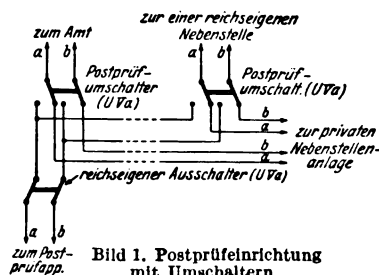 zum Amt
a b
Postprüf-
umschalter
(UVa)
zur einer reichseigenen
Nebenstelle
a b
Postprüf-
umschalt. (UVa)
b
a
zur privaten
Nebenstellen-
b
a
anlage
reichseigener Ausschalter (UVa)
a b
zum Post-
prüfapp.
Bild 1. Postprüfeinrichtung
mit Umschaltern